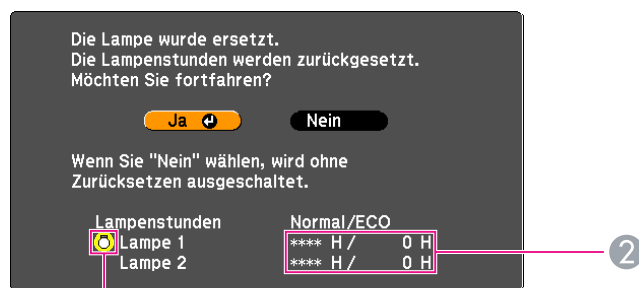 Die Lampe wurde ersetzt.
Die Lampenstunden werden zurückgesetzt.
Möchten Sie fortfahren?
Ja Nein
Wenn Sie "Nein" wählen, wird ohne
Zurücksetzen ausgeschaltet.
Lampenstunden Normal/ECO
Lampe 1 **** H / 0 H
Lampe 2 **** H / 0 H
2